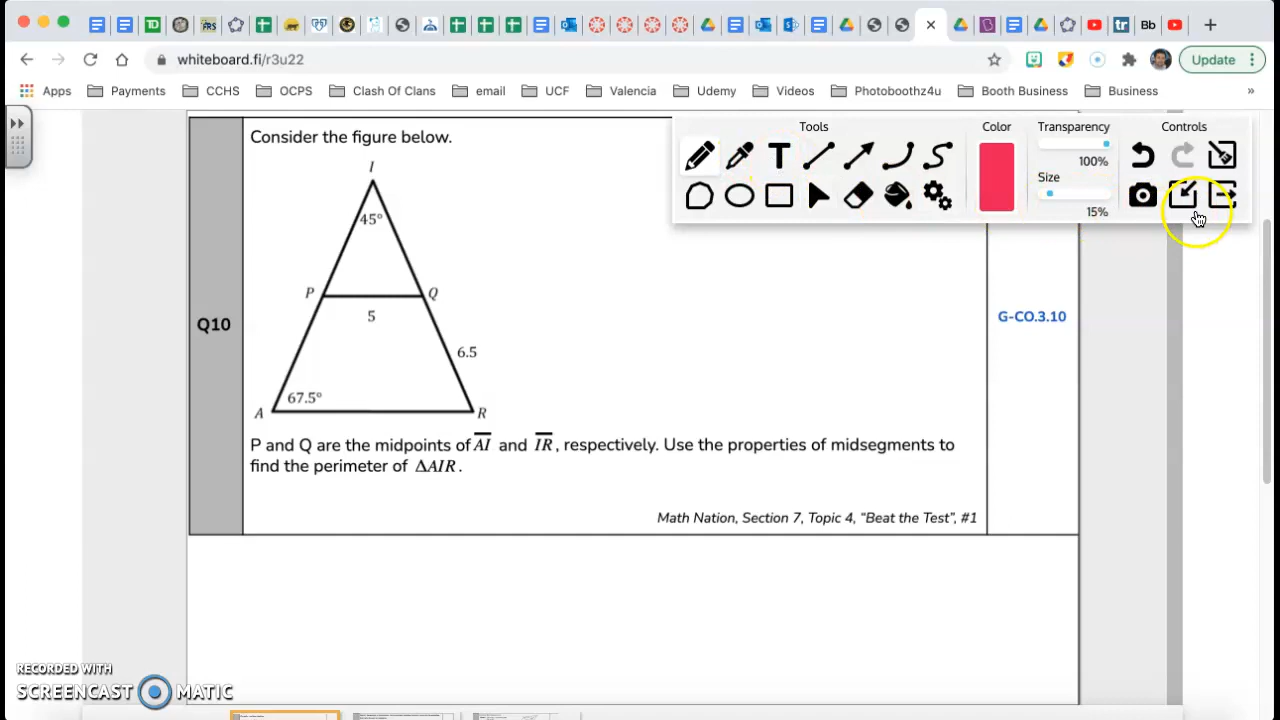 Bb
whiteboard.fi/r3u22
Update
Apps
Payments
CCHS
OCPS
Clash Of Clans
email
UCF
Valencia
Udemy
Videos
Photoboothz4u
Booth Business
Business
»
Tools
Color
Transparency
Controls
100%
Size
15%
Q10
Consider the figure below.
I
45°
P
Q
5
6.5
67.5°
A
R
P and Q are the midpoints of AI and IR, respectively. Use the properties of midsegments to
find the perimeter of ΔAIR.
Math Nation, Section 7, Topic 4, “Beat the Test”, #1
G-CO.3.10
RECORDED WITH
SCREENCAST MATIC